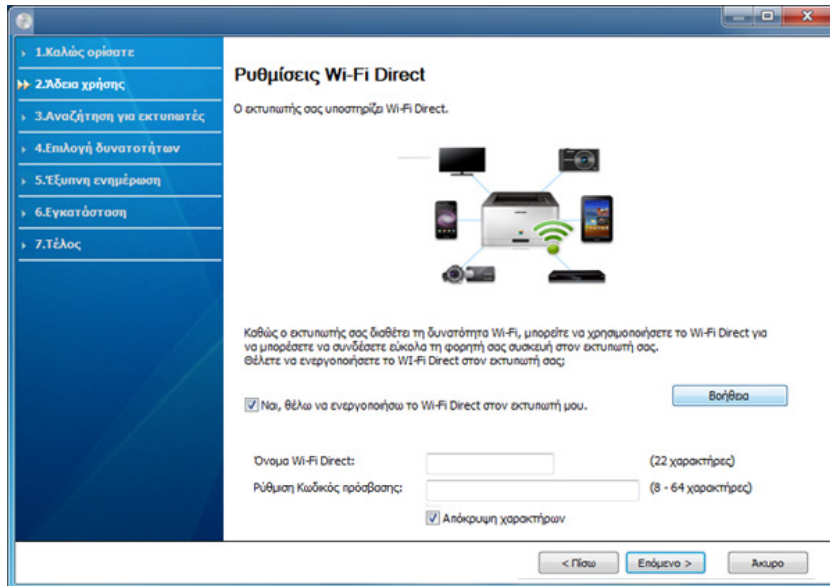 1.Καλώς ορίσατε
2.Άδεια χρήσης
3.Αναζήτηση για εκτυπωτές
4.Επιλογή δυνατοτήτων
5.Έξυπνη ενημέρωση
6.Εγκατάσταση
7.Τέλος
Ρυθμίσεις Wi-Fi Direct
Ο εκτυπωτής σας υποστηρίζει Wi-Fi Direct.
Καθώς ο εκτυπωτής σας διαθέτει τη δυνατότητα Wi-Fi, μπορείτε να χρησιμοποιήσετε το Wi-Fi Direct για
να μπορέσετε να συνδέσετε εύκολα τη φορητή σας συσκευή στον εκτυπωτή σας.
Θέλετε να ενεργοποιήσετε το WI-Fi Direct στον εκτυπωτή σας;
Βοήθεια
Ναι, θέλω να ενεργοποιήσω το Wi-Fi Direct στον εκτυπωτή μου.
Όνομα Wi-Fi Direct: (22 χαρακτήρες)
Ρύθμιση Κωδικός πρόσβασης: (8 - 64 χαρακτήρες)
Απόκρυψη χαρακτήρων
< Πίσω Επόμενο > Άκυρο